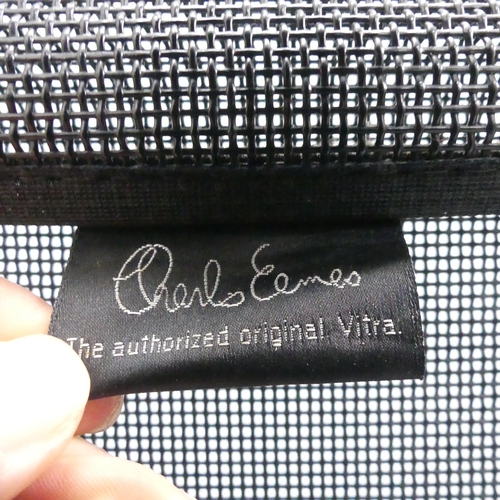 Charles Eames
The authorized original. Vitra.